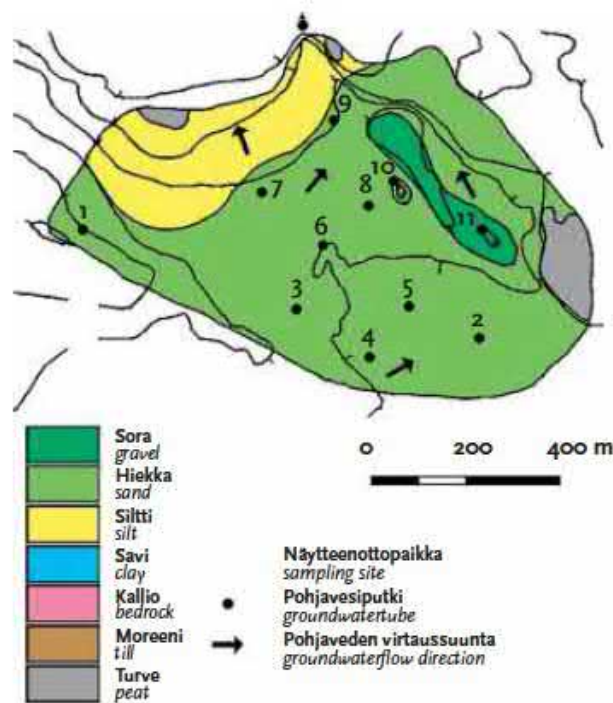 9
10
7
8
1
11
6
3
5
4
2
Sora
gravel
0 200 400 m
Hiekka
sand
Siltti
silt
Savi
clay
Näytteenottopaikka
sampling site
Kallio
bedrock
Pohjavesiputki
groundwatertube
Moreeni
till
Pohjaveden virtaussuunta
groundwaterflow direction
Turve
peat